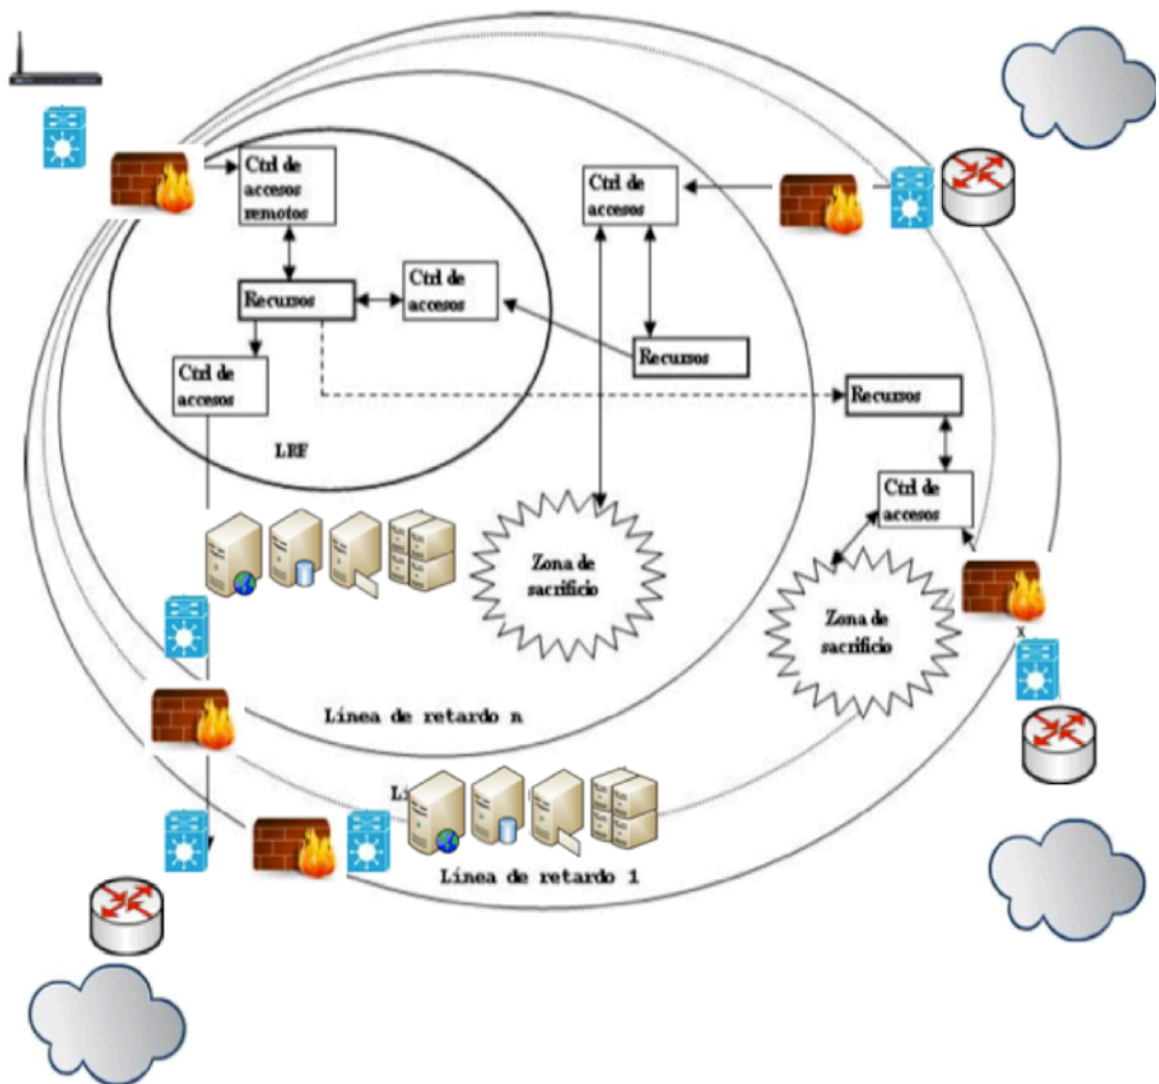 Ctrl de
accesos
remotos
Ctrl de
accesos
Ctrl de
accesos
Recursos
Recursos
Ctrl de
accesos
Recursos
LRF
Ctrl de
accesos
Zona de
sacrificio
Zona de
sacrificio
x
Línea de retardo n
Lí
Línea de retardo 1